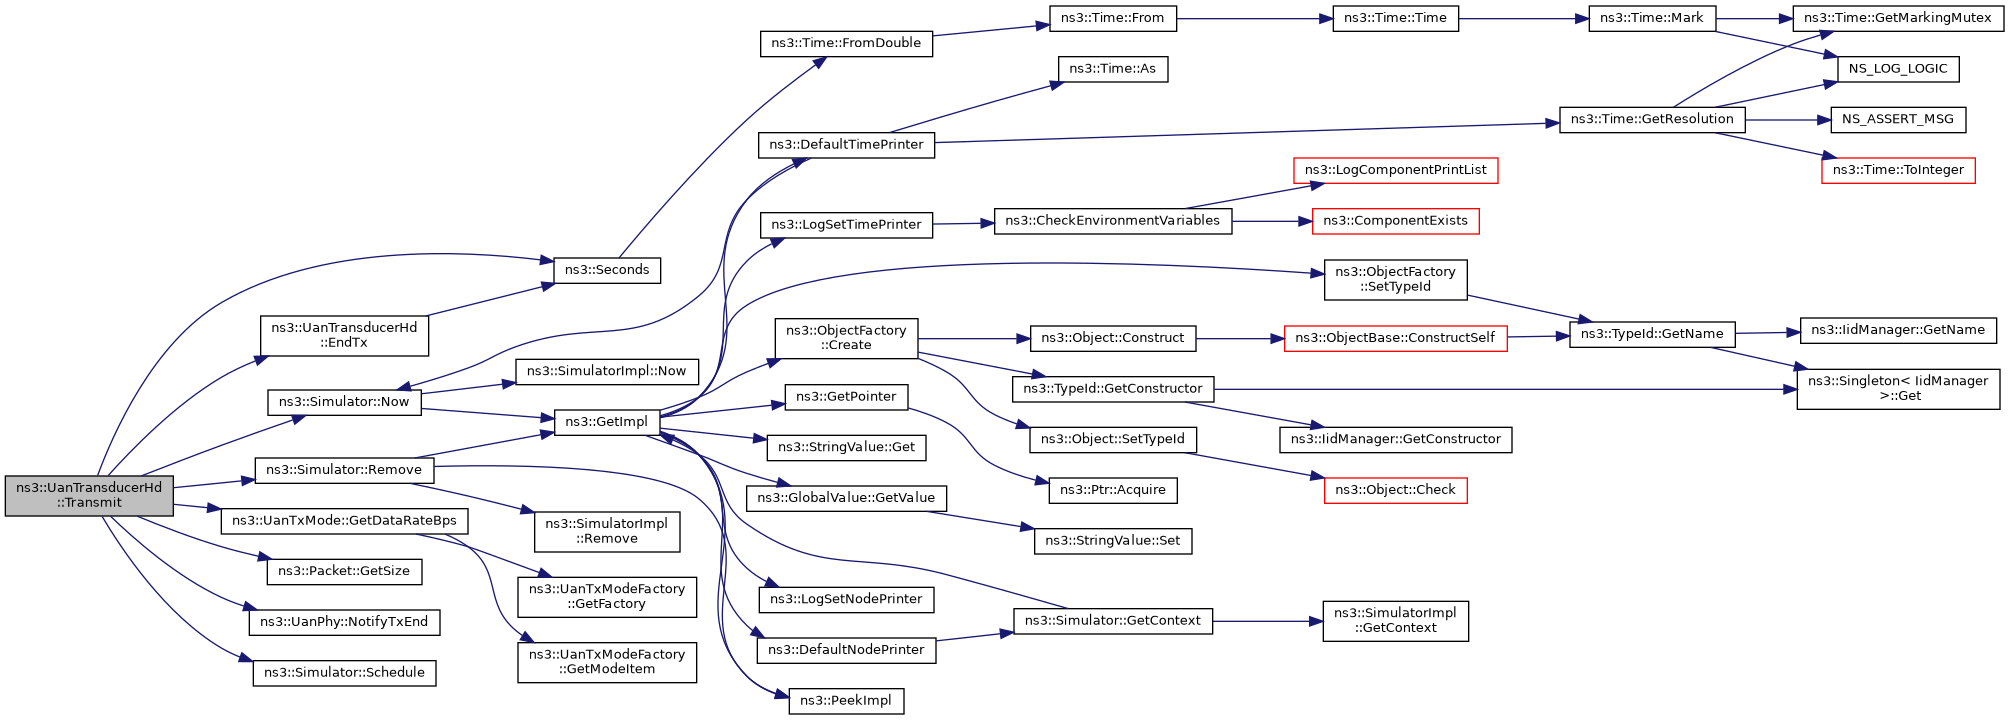 ns3::UanTransducerHd
::Transmit
ns3::Seconds
ns3::UanTransducerHd
::EndTx
ns3::Simulator::Now
ns3::Simulator::Remove
ns3::UanTxMode::GetDataRateBps
ns3::Packet::GetSize
ns3::UanPhy::NotifyTxEnd
ns3::Simulator::Schedule
ns3::SimulatorImpl::Now
ns3::GetImpl
ns3::SimulatorImpl
::Remove
ns3::UanTxModeFactory
::GetFactory
ns3::UanTxModeFactory
::GetModeItem
ns3::Time::FromDouble
ns3::DefaultTimePrinter
ns3::LogSetTimePrinter
ns3::ObjectFactory
::Create
ns3::GetPointer
ns3::StringValue::Get
ns3::GlobalValue::GetValue
ns3::LogSetNodePrinter
ns3::DefaultNodePrinter
ns3::PeekImpl
ns3::Time::From
ns3::Time::As
ns3::CheckEnvironmentVariables
ns3::Object::Construct
ns3::TypeId::GetConstructor
ns3::Object::SetTypeId
ns3::Ptr::Acquire
ns3::StringValue::Set
ns3::Simulator::GetContext
ns3::Time::Time
ns3::LogComponentPrintList
ns3::ComponentExists
ns3::ObjectFactory
::SetTypeId
ns3::ObjectBase::ConstructSelf
ns3::IidManager::GetConstructor
ns3::Object::Check
ns3::SimulatorImpl
::GetContext
ns3::Time::Mark
ns3::Time::GetResolution
ns3::TypeId::GetName
ns3::Time::GetMarkingMutex
NS_LOG_LOGIC
NS_ASSERT_MSG
ns3::Time::ToInteger
ns3::IidManager::GetName
ns3::Singleton< IidManager
>::Get